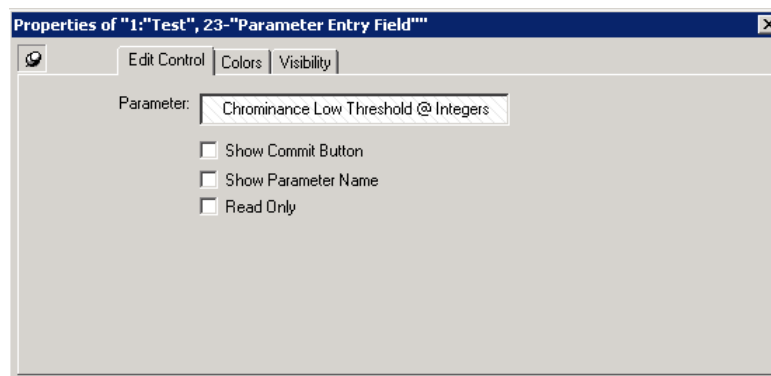 Properties of "1:"Test", 23-"Parameter Entry Field""
Edit Control Colors Visibility
Parameter: Chrominance Low Threshold @ Integers
Show Commit Button
Show Parameter Name
Read Only